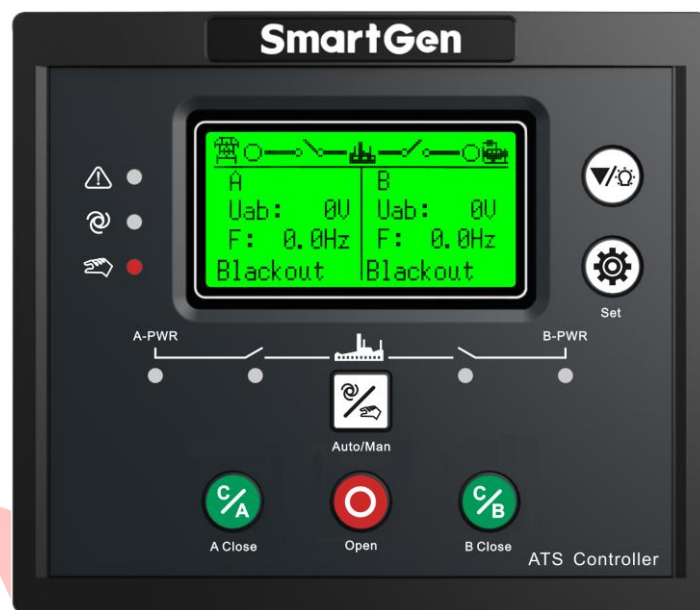 SmartGen
A B
Uab: 0V Uab: 0V
F: 0.0Hz F: 0.0Hz
Blackout Blackout
Set
A-PWR B-PWR
Auto/Man
C/A
C/B
A Close Open B Close
ATS Controller